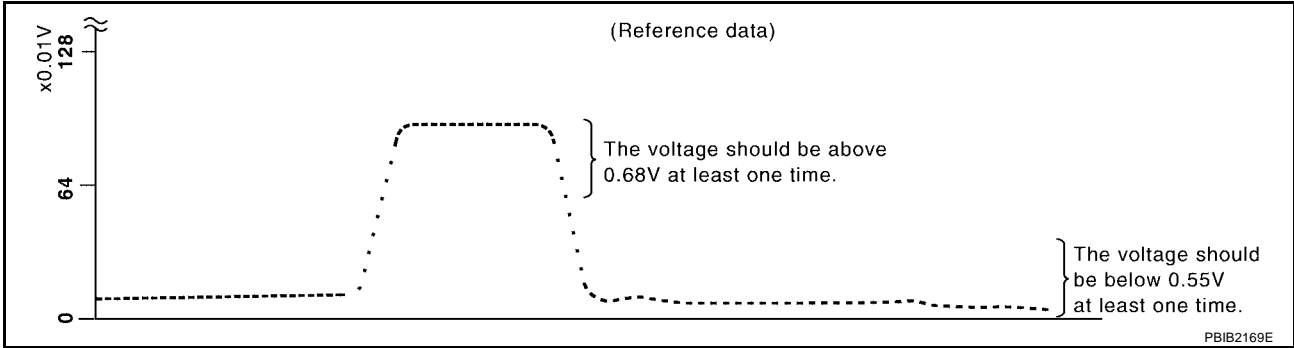 (Reference data)
x0.01V
128
64
0
The voltage should be above
0.68V at least one time.
The voltage should
be below 0.55V
at least one time.
PBIB2169E